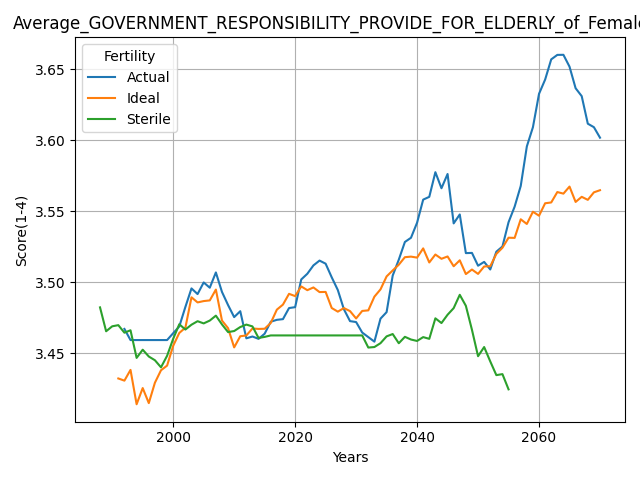 Average_GOVERNMENT_RESPONSIBILITY_PROVIDE_FOR_ELDERLY_of_Female
Fertility
Actual
Ideal
Sterile
3.65
3.60
3.55
3.50
3.45
Score(1-4)
2000 2020 2040 2060
Years